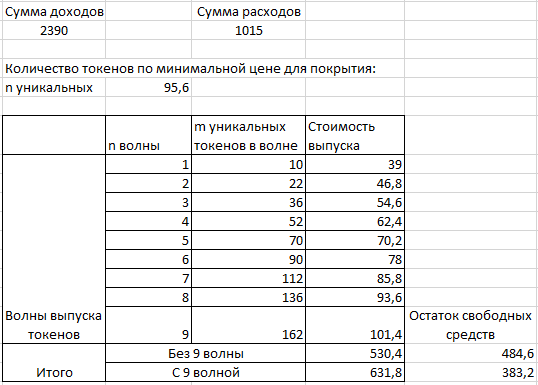 Сумма доходов Сумма расходов
2390 1015
Количество токенов по минимальной цене для покрытия:
n уникальных 95,6
n волны m уникальных токенов в волне Стоимость выпуска
1 10 39
2 22 46,8
3 36 54,6
4 52 62,4
5 70 70,2
6 90 78
7 112 85,8
8 136 93,6
Волны выпуска токенов 9 162 101,4 Остаток свободных средств
Итого Без 9 волны 530,4 484,6
С 9 волной 631,8 383,2